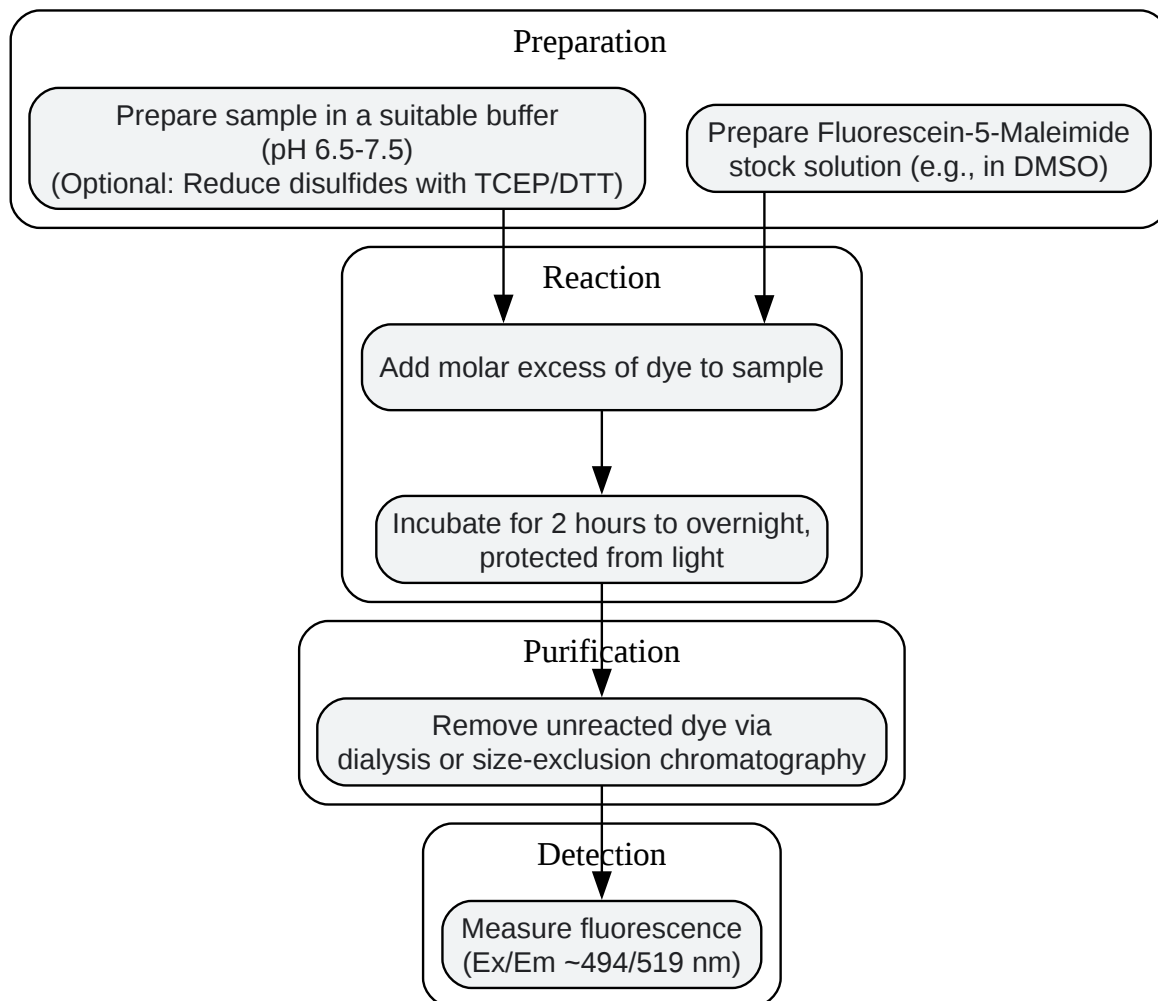 Preparation
Prepare sample in a suitable buffer
(pH 6.5-7.5)
(Optional: Reduce disulfides with TCEP/DTT)
Prepare Fluorescein-5-Maleimide
stock solution (e.g., in DMSO)
Reaction
Add molar excess of dye to sample
Incubate for 2 hours to overnight,
protected from light
Purification
Remove unreacted dye via
dialysis or size-exclusion chromatography
Detection
Measure fluorescence
(Ex/Em ~494/519 nm)